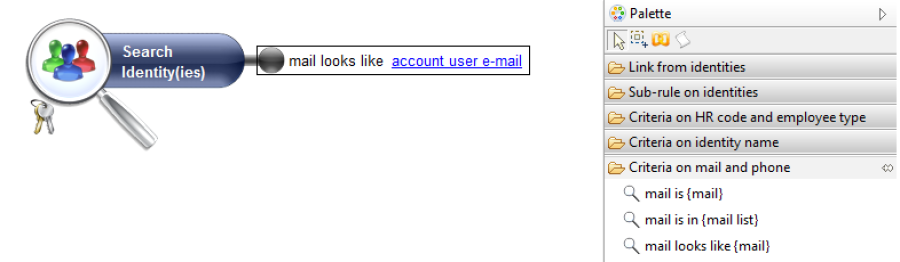 Search
Identity(ies)
mail looks like account user e-mail
Palette
Link from identities
Sub-rule on identities
Criteria on HR code and employee type
Criteria on identity name
Criteria on mail and phone
mail is {mail}
mail is in {mail list}
mail looks like {mail}